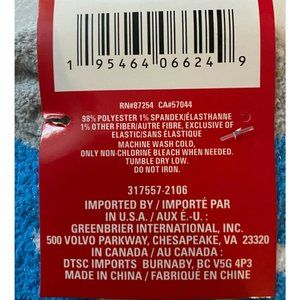 1 95464 06624 9
RN#87254 CA#57044
98% POLYESTER 1% SPANDEX/ÉLASTHANNE
1% OTHER FIBER/AUTRE FIBRE, EXCLUSIVE OF
ELASTIC/SANS ÉLASTIQUE
MACHINE WASH COLD,
ONLY NON-CHLORINE BLEACH WHEN NEEDED.
TUMBLE DRY LOW.
DO NOT IRON.
317557-2106
IMPORTED BY / IMPORTÉ PAR
IN U.S.A. / AUX É.-U. :
GREENBRIER INTERNATIONAL, INC.
500 VOLVO PARKWAY, CHESAPEAKE, VA 23320
IN CANADA / AU CANADA :
DTSC IMPORTS BURNABY, BC V5G 4P3
MADE IN CHINA / FABRIQUÉ EN CHINE